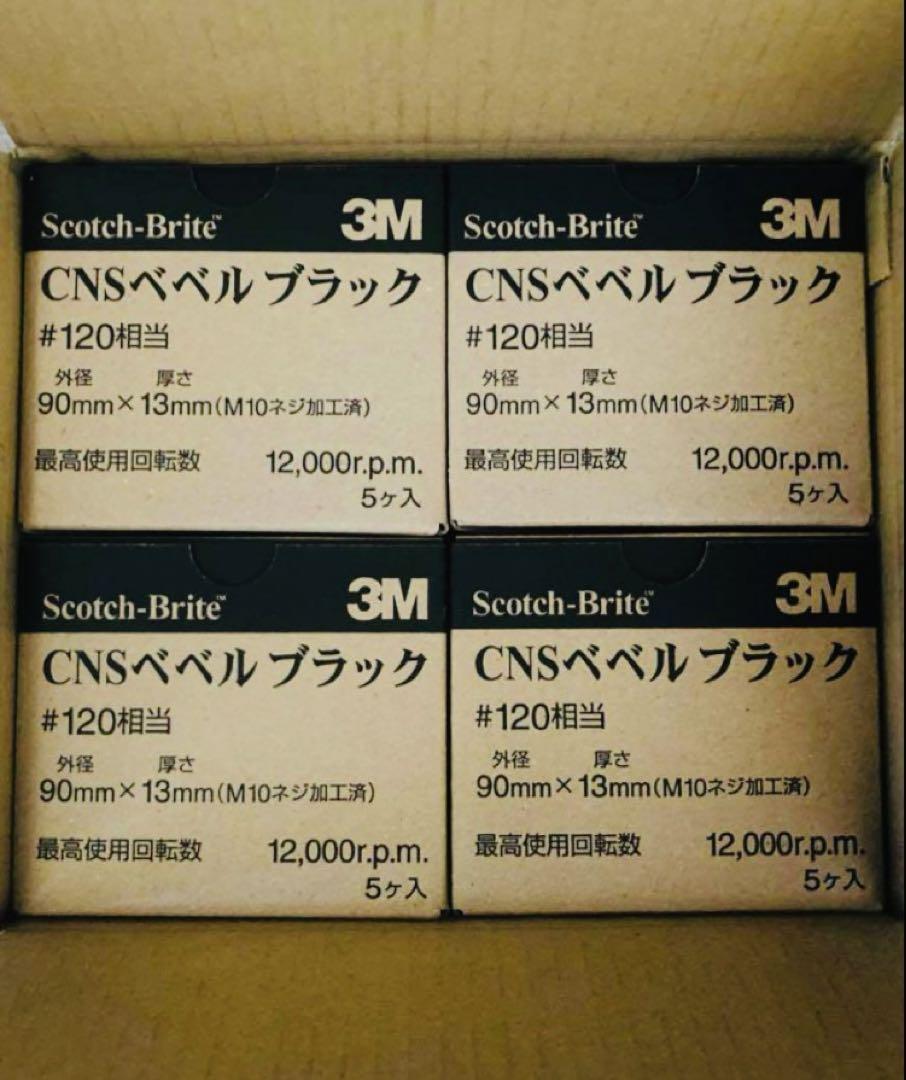 Scotch-Brite™ 3M
CNSベベル ブラック
#120相当
外径 厚さ
90mm×13mm(M10ネジ加工済)
最高使用回転数 12,000r.p.m.
5ヶ入
Scotch-Brite™ 3M
CNSベベル ブラック
#120相当
外径 厚さ
90mm×13mm(M10ネジ加工済)
最高使用回転数 12,000r.p.m.
5ヶ入
Scotch-Brite™ 3M
CNSベベル ブラック
#120相当
外径 厚さ
90mm×13mm(M10ネジ加工済)
最高使用回転数 12,000r.p.m.
5ヶ入
Scotch-Brite™ 3M
CNSベベル ブラック
#120相当
外径 厚さ
90mm×13mm(M10ネジ加工済)
最高使用回転数 12,000r.p.m.
5ヶ入